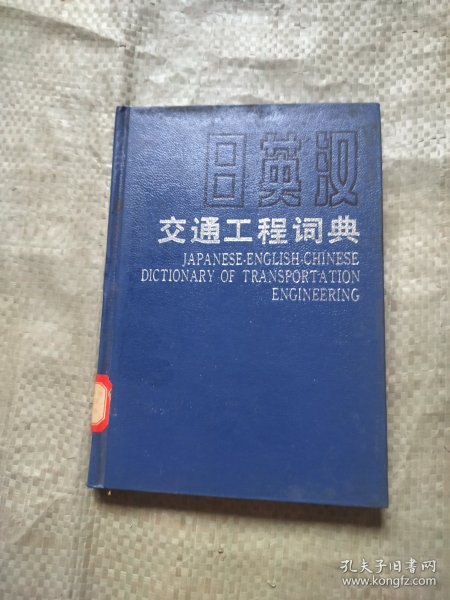 日英汉
交通工程词典
JAPANESE-ENGLISH-CHINESE
DICTIONARY OF TRANSPORTATION
ENGINEERING
孔夫子旧书网
www.kongfz.com